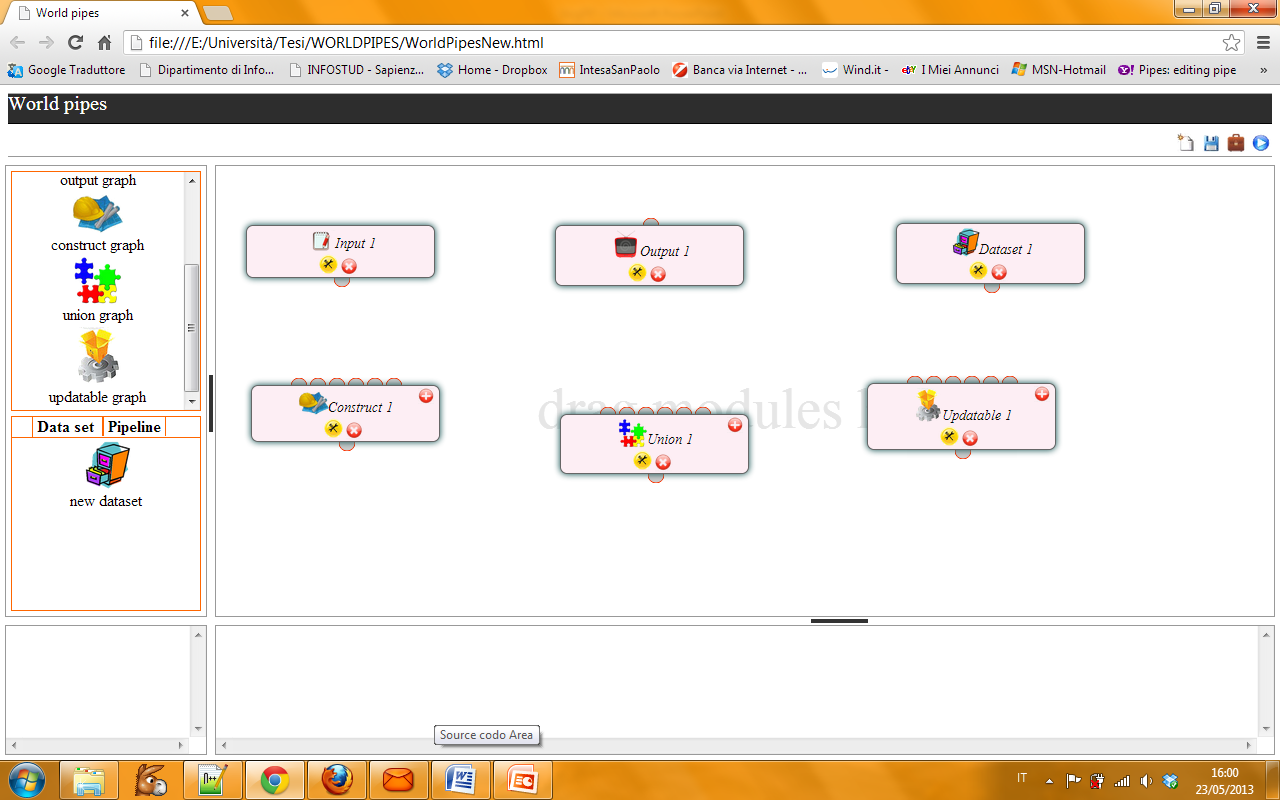 World pipes
file:///E:/Università/Tesi/WORLDPIPES/WorldPipesNew.html
Google Traduttore
Dipartimento di Info...
INFOSTUD - Sapienz...
Home - Dropbox
IntesaSanPaolo
Banca via Internet - ...
Wind.it -
I Miei Annunci
MSN-Hotmail
Pipes: editing pipe
»
World pipes
output graph
construct graph
union graph
updatable graph
Data set
Pipeline
new dataset
Input 1
Output 1
Dataset 1
drag modules
Construct 1
Union 1
Updatable 1
Source codo Area
IT
16:00
23/05/2013